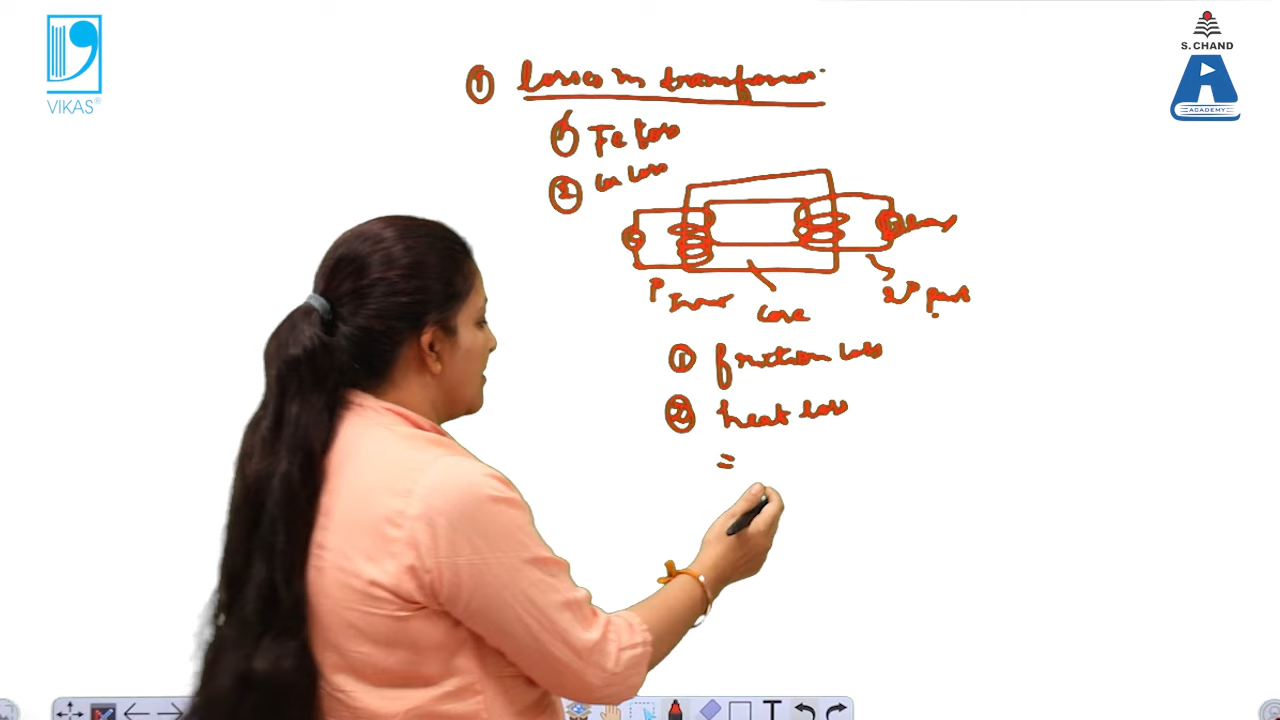 VIKAS®
S. CHAND
ACADEMY
① Losses in transformer
① Fe loss
② Cu loss
P
core
① friction loss
② heat loss
=